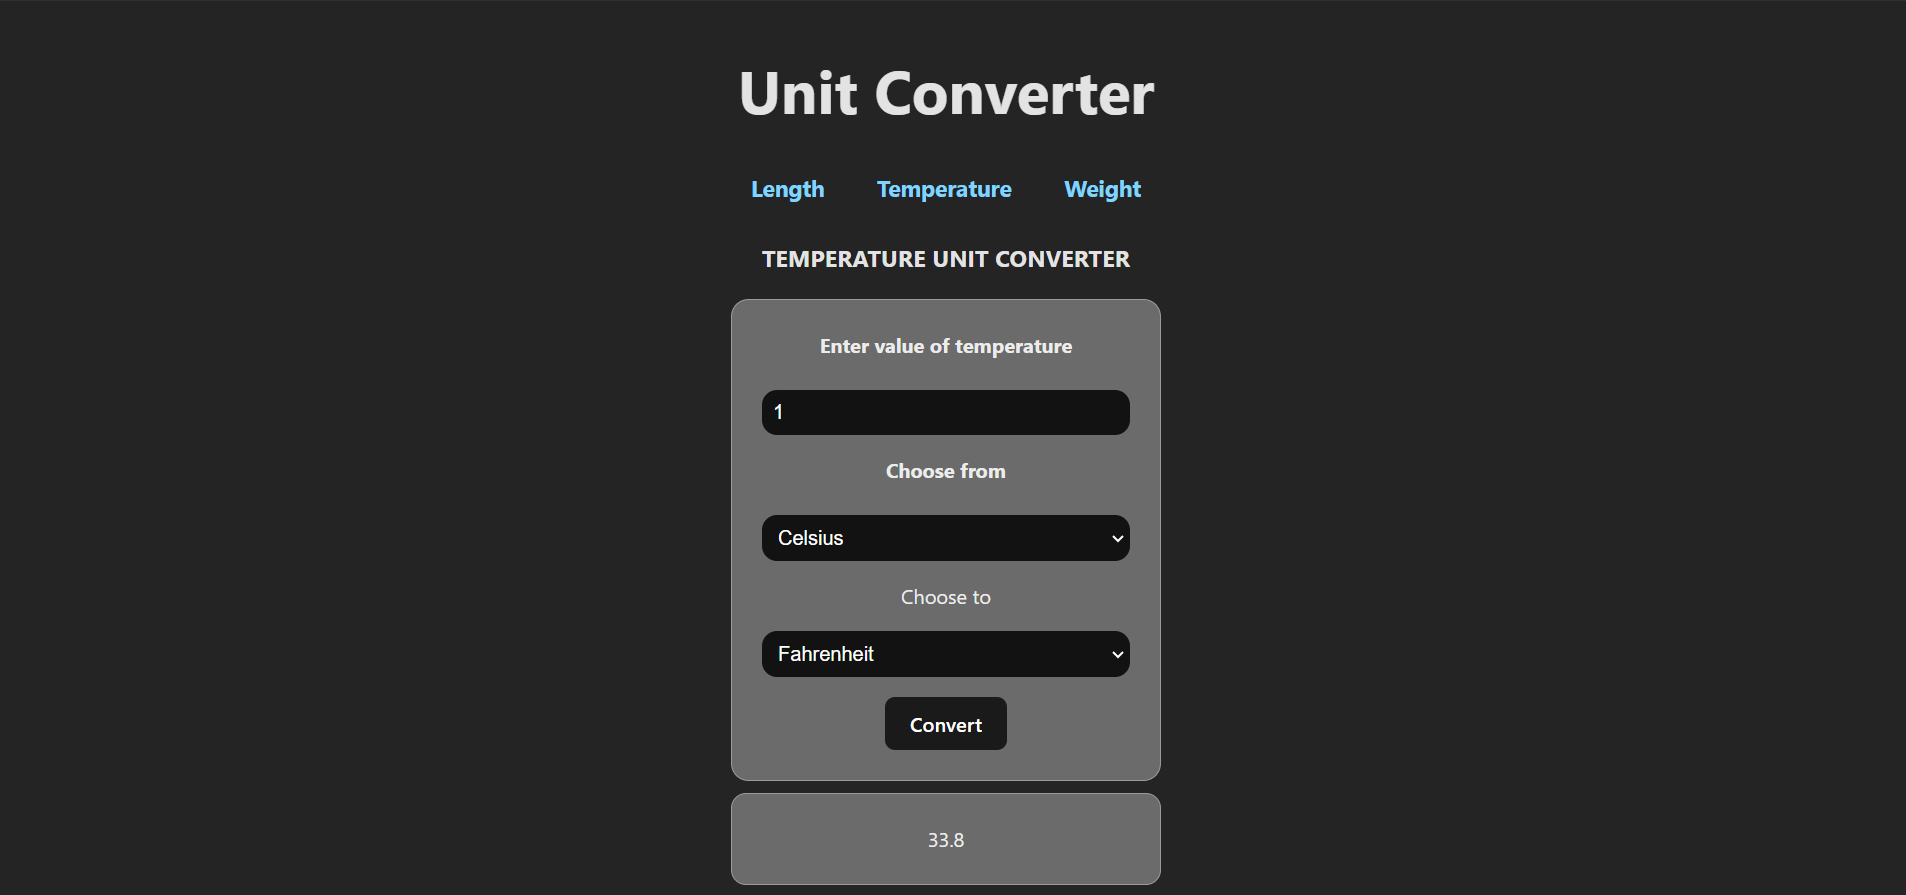 Unit Converter
Length Temperature Weight
TEMPERATURE UNIT CONVERTER
Enter value of temperature
1
Choose from
Celsius
Choose to
Fahrenheit
Convert
33.8